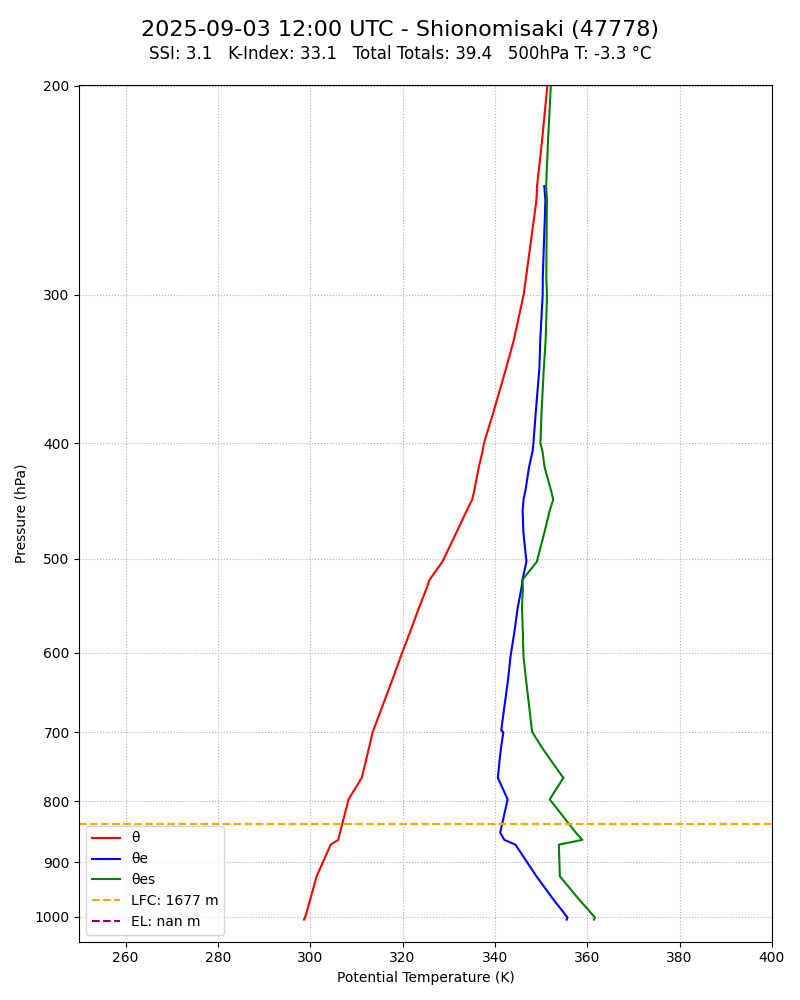 2025-09-03 12:00 UTC - Shionomisaki (47778)
SSI: 3.1 K-Index: 33.1 Total Totals: 39.4 500hPa T: -3.3 °C
200
300
400
500
600
700
800
900
1000
Pressure (hPa)
θ
θe
θes
LFC: 1677 m
EL: nan m
260 280 300 320 340 360 380 400
Potential Temperature (K)